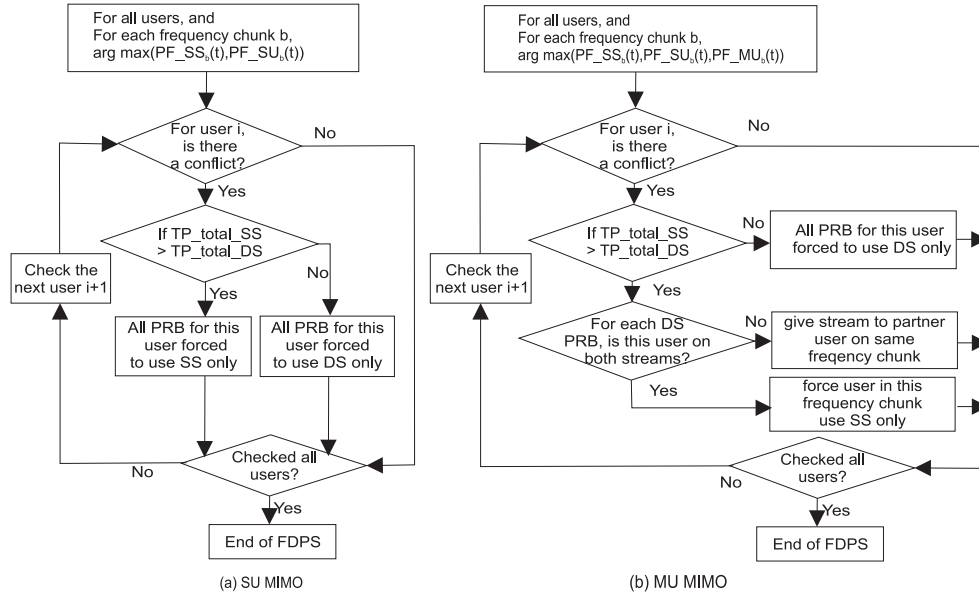 For all users, and
For each frequency chunk b,
arg max(PF_SSb(t),PF_SUb(t))
For user i,
is there
a conflict?
No
Yes
If TP_total_SS
> TP_total_DS
No
Yes
Check the
next user i+1
All PRB for this
user forced
to use SS only
All PRB for this
user forced
to use DS only
Checked all
users?
No
Yes
End of FDPS
(a) SU MIMO
For all users, and
For each frequency chunk b,
arg max(PF_SSb(t),PF_SUb(t),PF_MUb(t))
For user i,
is there
a conflict?
No
Yes
If TP_total_SS
> TP_total_DS
No
All PRB for this user
forced to use DS only
Check the
next user i+1
Yes
For each DS
PRB, is this user on
both streams?
No
give stream to partner
user on same
freqency chunk
Yes
force user in this
frequency chunk
use SS only
Checked all
users?
No
Yes
End of FDPS
(b) MU MIMO